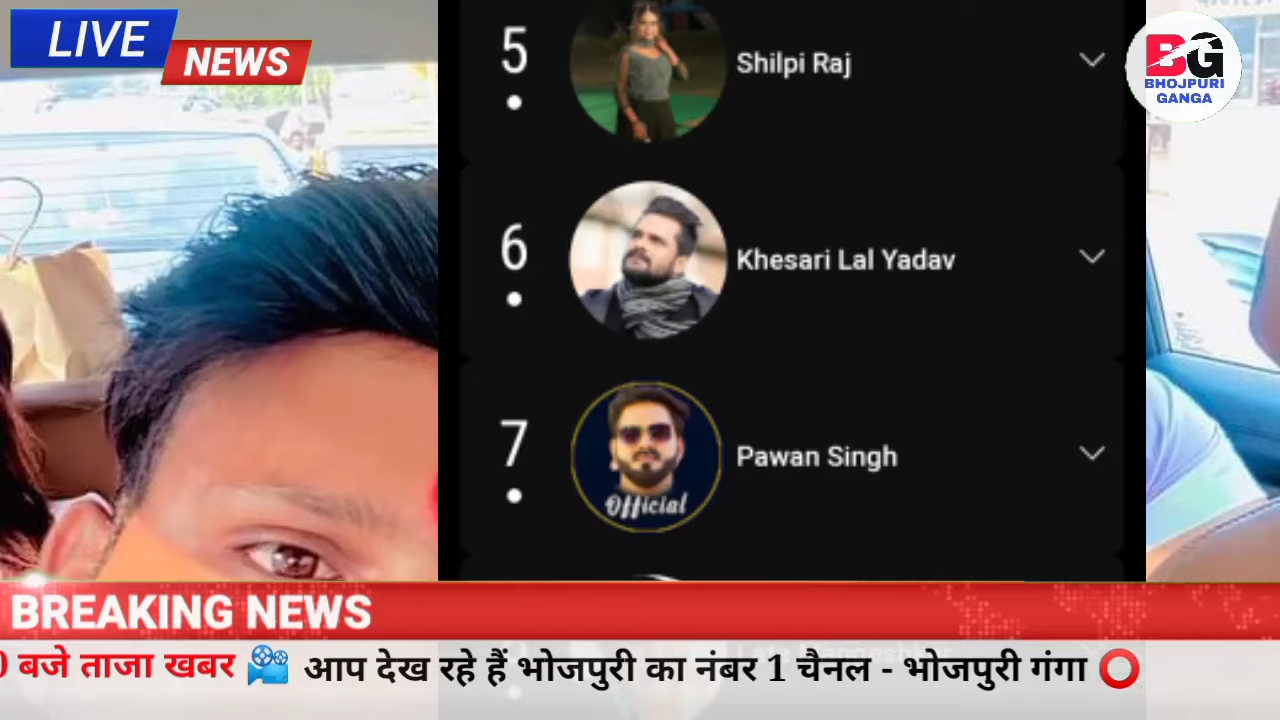 LIVE
NEWS
5
Shilpi Raj
BG
BHOJPURI
GANGA
6
Khesari Lal Yadav
7
Official
Pawan Singh
BREAKING NEWS
0 बजे ताजा खबर 🎥 आप देख रहे हैं भोजपुरी का नंबर 1 चैनल - भोजपुरी गंगा ⭕